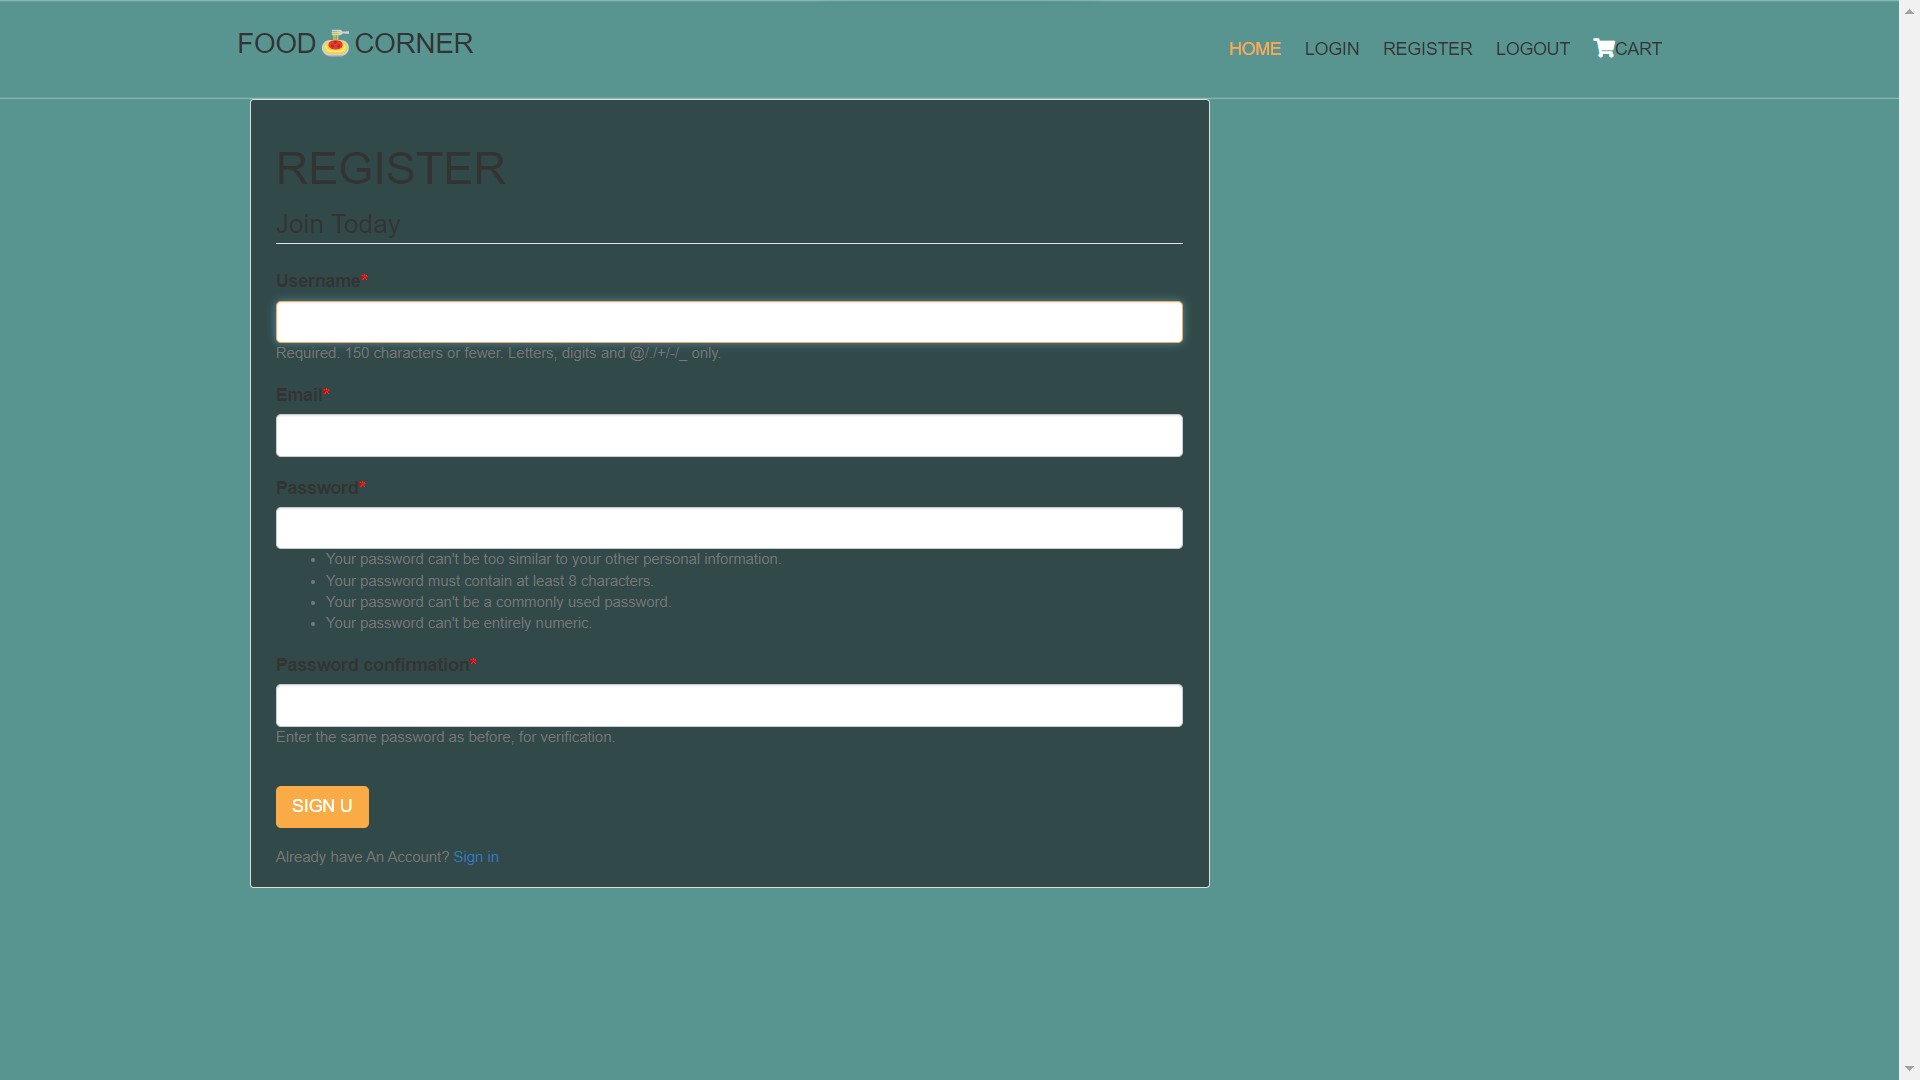 FOOD CORNER
HOME LOGIN REGISTER LOGOUT CART
REGISTER
Join Today
Username*
Required. 150 characters or fewer. Letters, digits and @/./+/-/_ only.
Email*
Password*
• Your password can't be too similar to your other personal information.
• Your password must contain at least 8 characters.
• Your password can't be a commonly used password.
• Your password can't be entirely numeric.
Password confirmation*
Enter the same password as before, for verification.
SIGN U
Already have An Account? Sign in